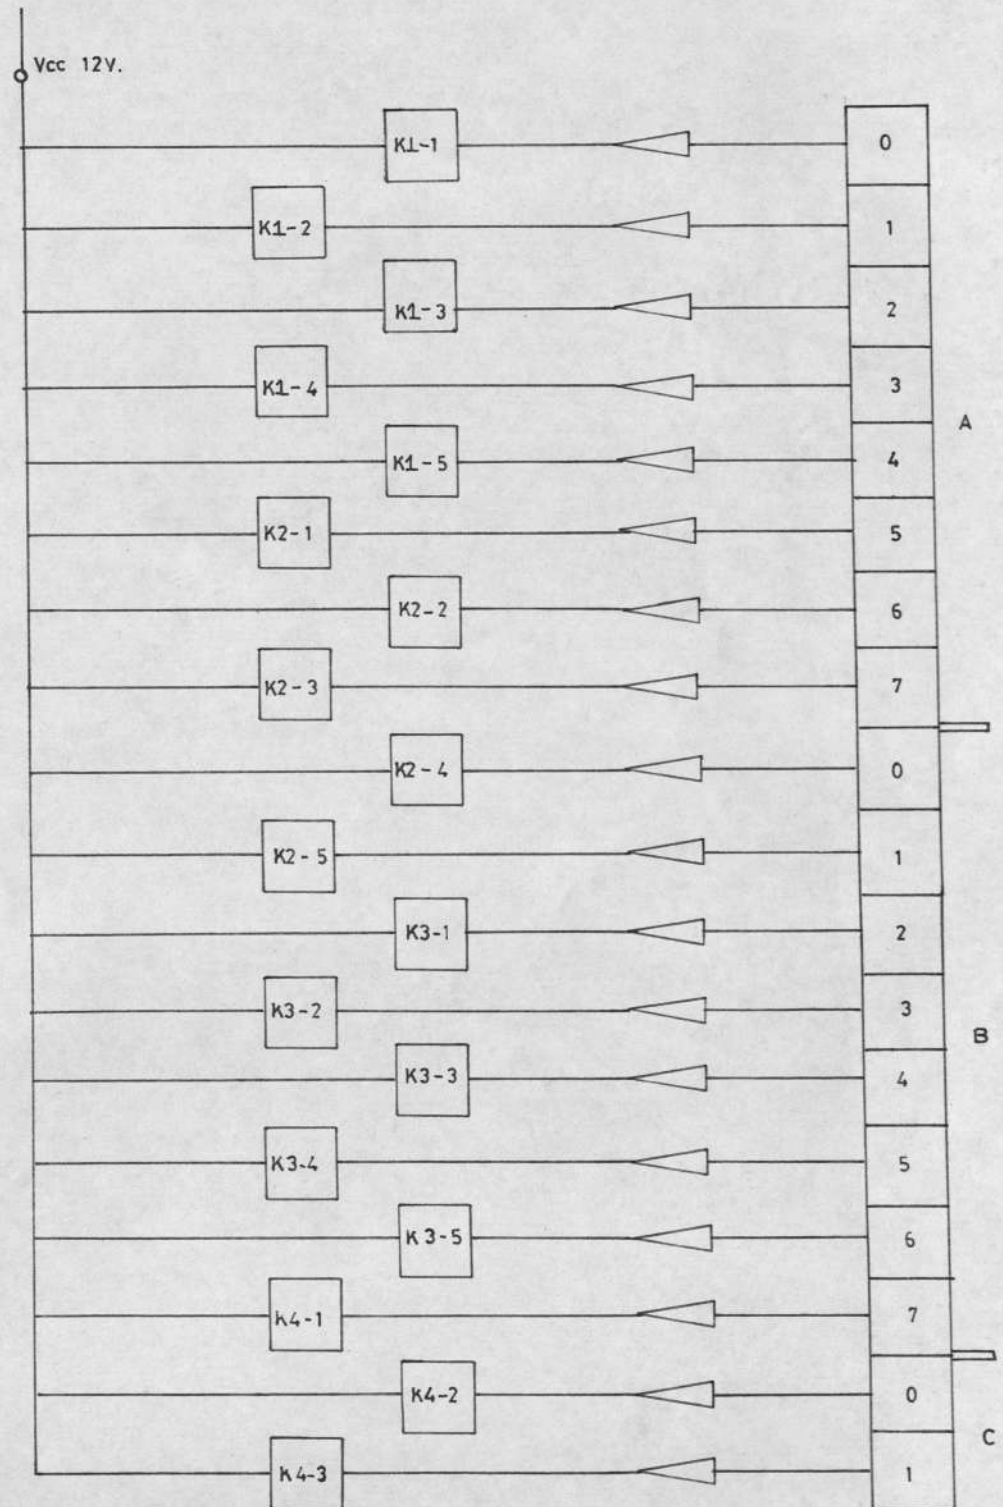 Vcc 12V.
K1-1 0
K1-2 1
K1-3 2
K1-4 3
A
K1-5 4
K2-1 5
K2-2 6
K2-3 7
K2-4 0
K2-5 1
K3-1 2
K3-2 3
B
K3-3 4
K3-4 5
K3-5 6
K4-1 7
K4-2 0
C
K4-3 1